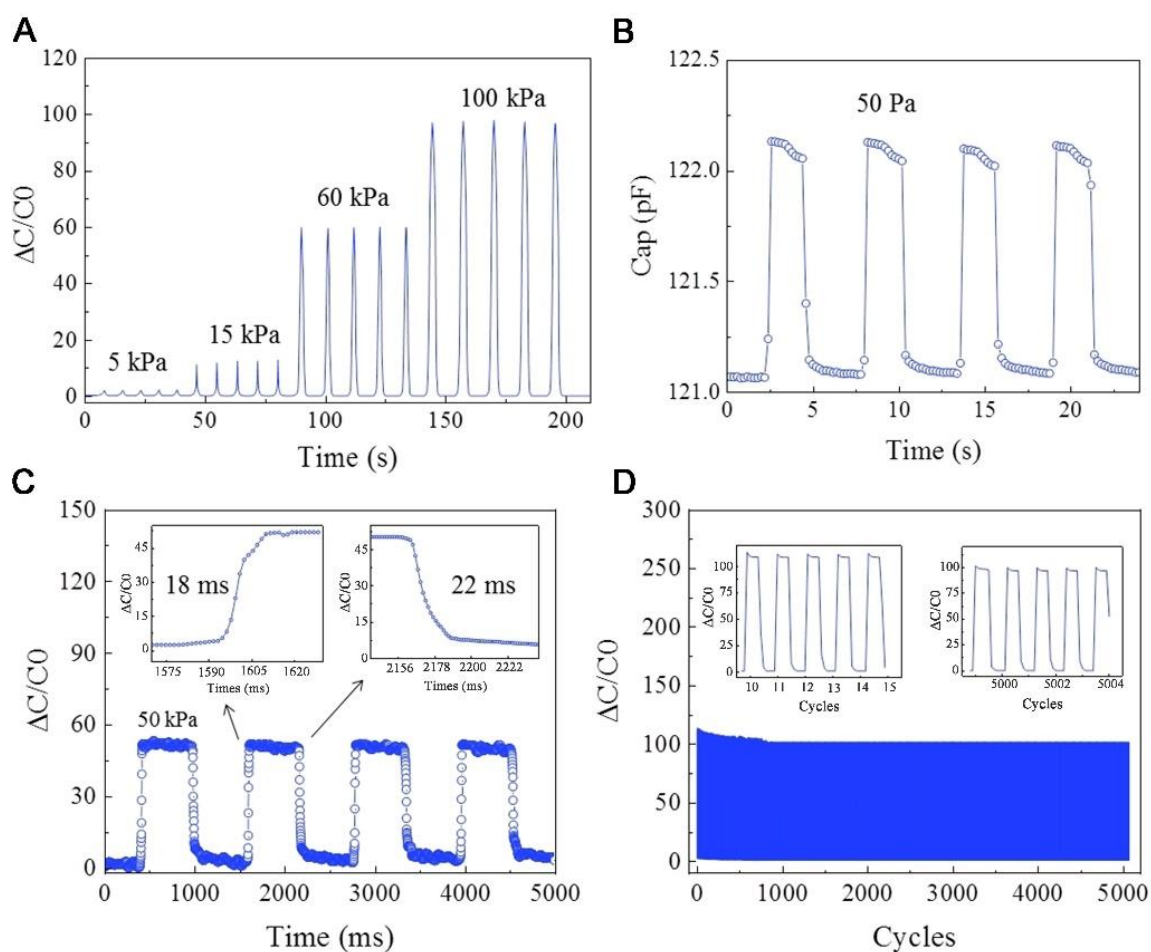 A
120
100
80
60
40
20
0
ΔC/C0
5 kPa
15 kPa
60 kPa
100 kPa
0 50 100 150 200
Time (s)
B
122.5
122.0
121.5
121.0
Cap (pF)
50 Pa
0 5 10 15 20
Time (s)
C
150
120
90
60
30
0
ΔC/C0
45
30
15
0
ΔC/C0
18 ms
1575 1590 1605 1620
Times (ms)
45
30
15
0
ΔC/C0
22 ms
2156 2178 2200 2222
Times (ms)
50 kPa
0 1000 2000 3000 4000 5000
Time (ms)
D
300
250
200
150
100
50
0
ΔC/C0
100
75
50
25
0
ΔC/C0
10 11 12 13 14 15
Cycles
100
75
50
25
0
ΔC/C0
5000 5002 5004
Cycles
0 1000 2000 3000 4000 5000
Cycles